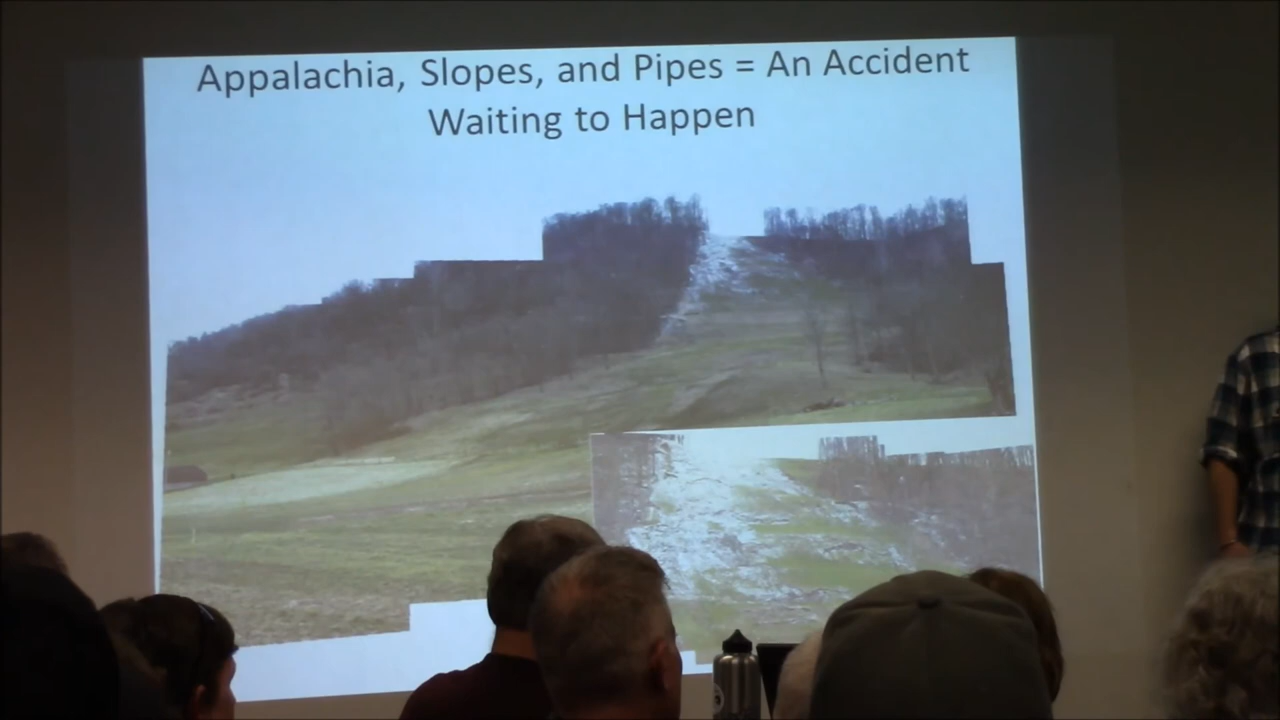 Appalachia, Slopes, and Pipes = An Accident
Waiting to Happen